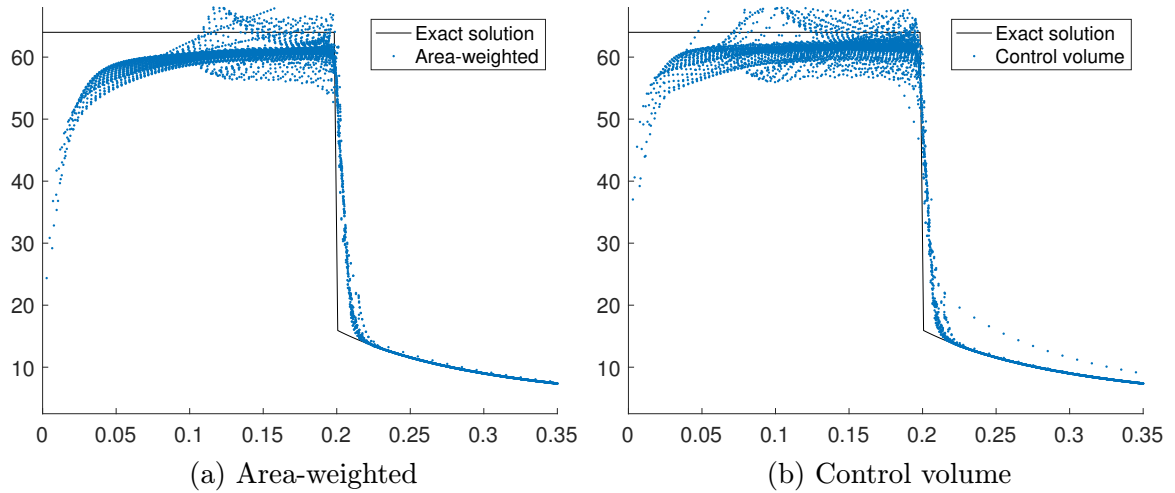 60
50
40
30
20
10
0 0.05 0.1 0.15 0.2 0.25 0.3 0.35
Exact solution
Area-weighted
(a) Area-weighted
60
50
40
30
20
10
0 0.05 0.1 0.15 0.2 0.25 0.3 0.35
Exact solution
Control volume
(b) Control volume